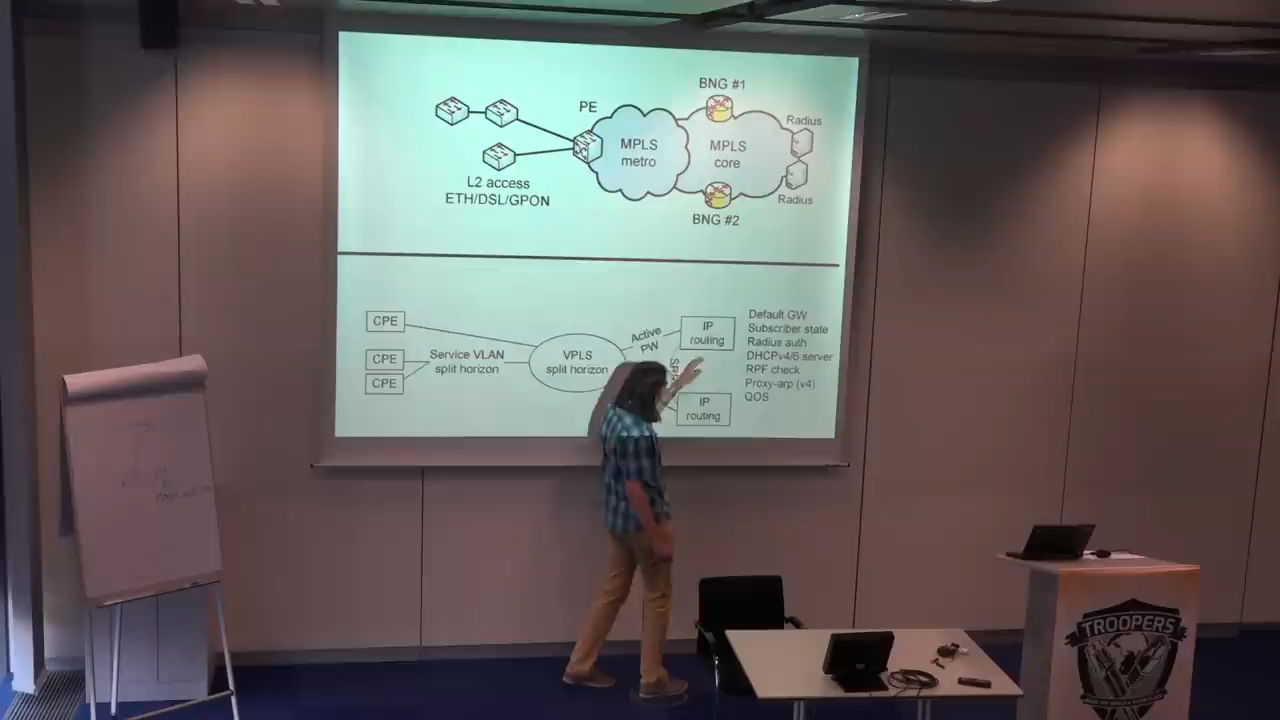 BNG #1
PE
Radius
MPLS
metro
MPLS
core
L2 access
ETH/DSL/GPON
Radius
BNG #2
CPE
CPE
CPE
Service VLAN
split horizon
VPLS
split horizon
Active
PW
IP
routing
IP
routing
Default GW
Subscriber state
Radius auth
DHCPv4/6 server
RPF check
Proxy-arp (v4)
QOS
TROOPERS